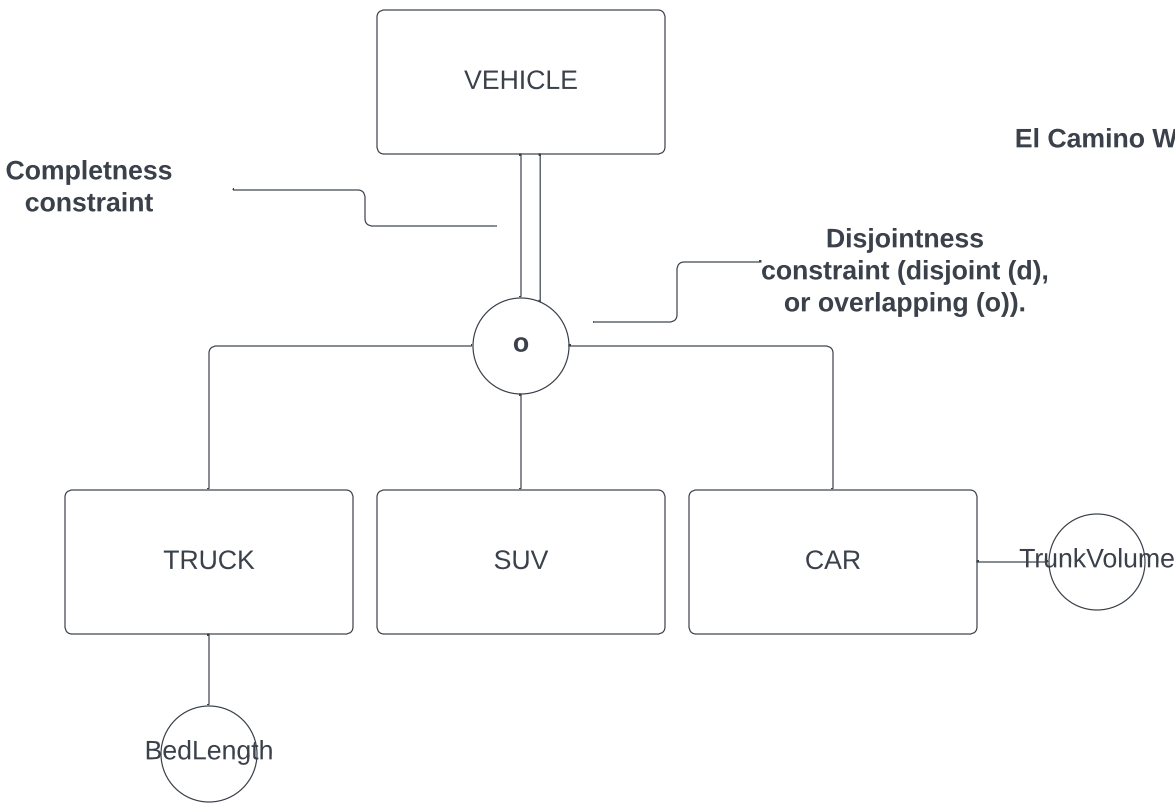 VEHICLE
El Camino W
Completness
constraint
Disjointness
constraint (disjoint (d),
or overlapping (o)).
o
TRUCK
SUV
CAR
TrunkVolume
BedLength